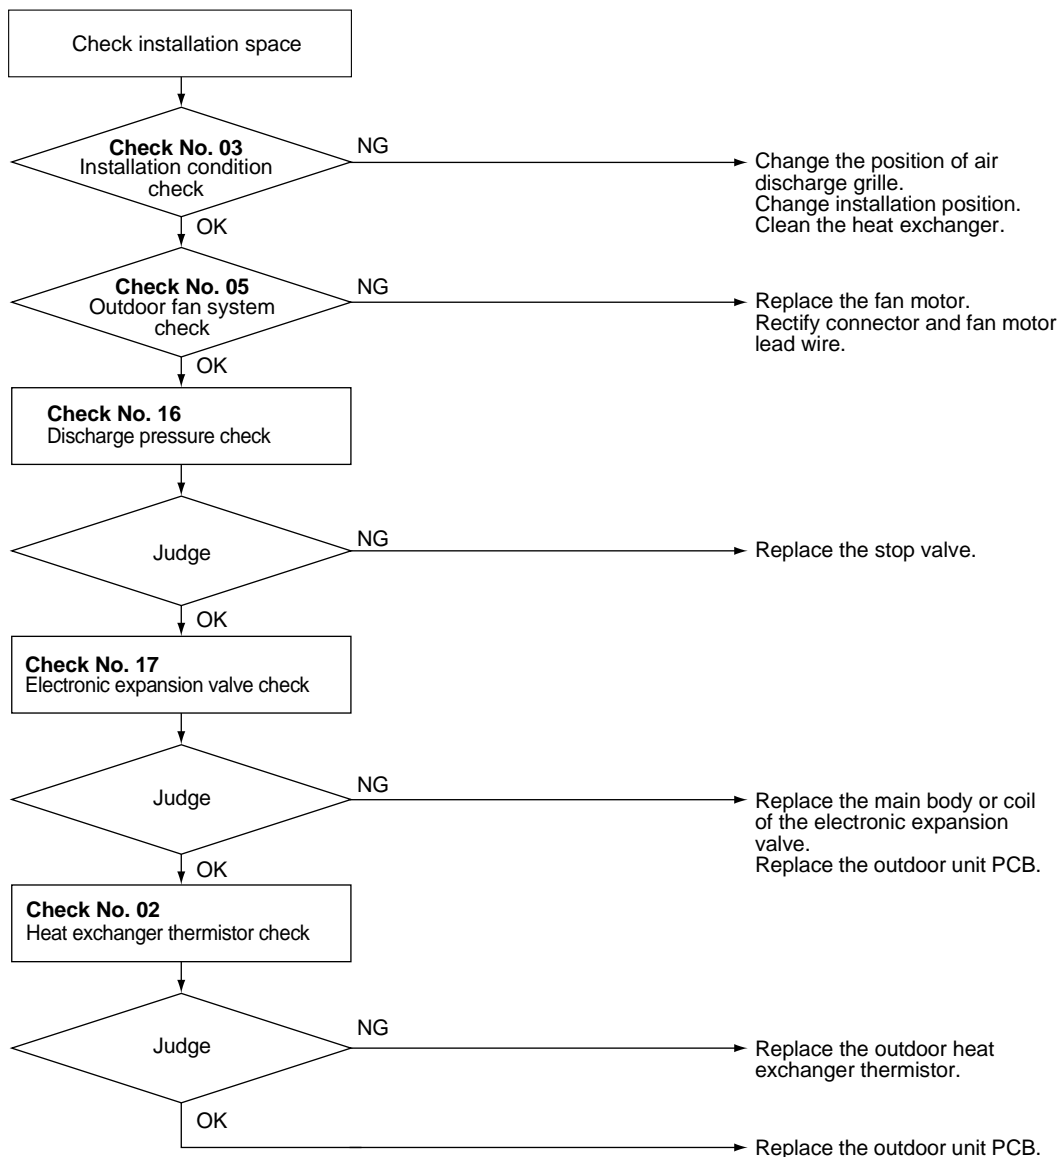 Check installation space
Check No. 03
Installation condition
check
NG
Change the position of air
discharge grille.
Change installation position.
Clean the heat exchanger.
OK
Check No. 05
Outdoor fan system
check
NG
Replace the fan motor.
Rectify connector and fan motor
lead wire.
OK
Check No. 16
Discharge pressure check
Judge
NG
Replace the stop valve.
OK
Check No. 17
Electronic expansion valve check
Judge
NG
Replace the main body or coil
of the electronic expansion
valve.
Replace the outdoor unit PCB.
OK
Check No. 02
Heat exchanger thermistor check
Judge
NG
Replace the outdoor heat
exchanger thermistor.
OK
Replace the outdoor unit PCB.